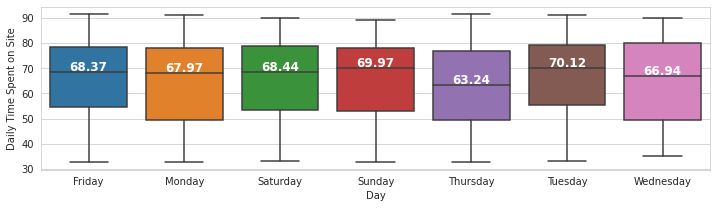 Daily Time Spent on Site
90
80
70
60
50
40
30
68.37
67.97
68.44
69.97
63.24
70.12
66.94
Friday
Monday
Saturday
Sunday
Thursday
Tuesday
Wednesday
Day